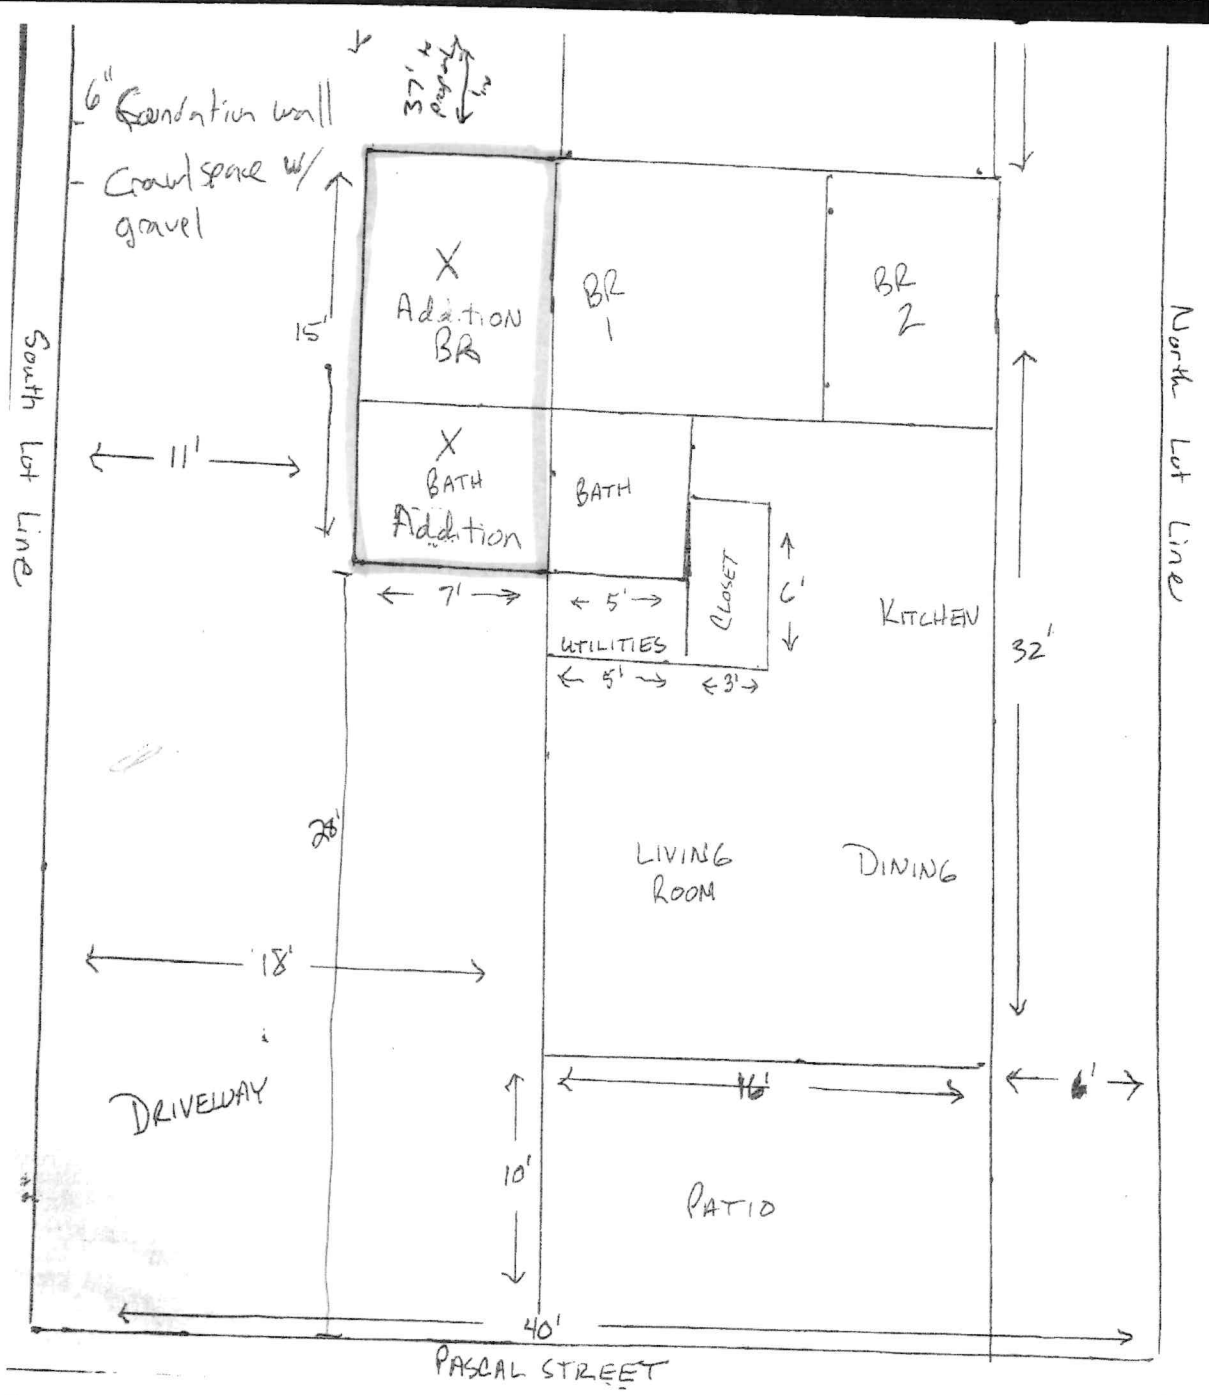 37' to
property
6" Foundation wall
Crawlspace w/
gravel
X
Addition
BR
BR
1
BR
2
15'
South Lot Line
North Lot Line
11'
X
BATH
Addition
BATH
CLOSET
6'
KITCHEN
7'
5'
UTILITIES
5'
3'
32'
28'
LIVING
ROOM
DINING
18'
DRIVEWAY
16'
6'
10'
PATIO
40'
PASCAL STREET